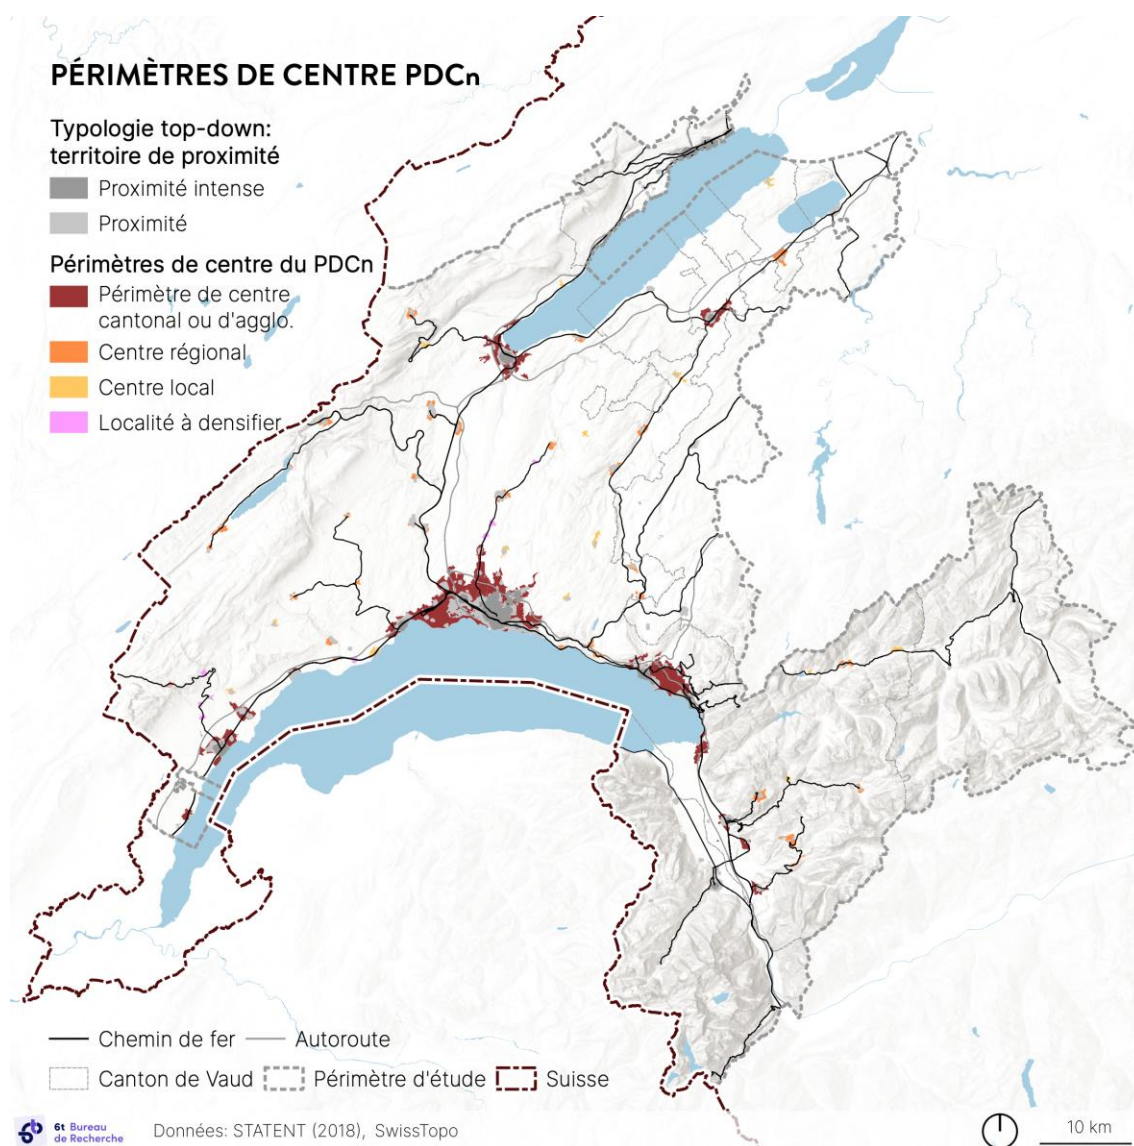 PÉRIMÈTRES DE CENTRE PDCn
Typologie top-down:
territoire de proximité
Proximité intense
Proximité
Périmètres de centre du PDCn
Périmètre de centre
cantonal ou d'agglo.
Centre régional
Centre local
Localité à densifier
Chemin de fer
Autoroute
Canton de Vaud
Périmètre d'étude
Suisse
6t Bureau
de Recherche
Données: STATENT (2018), SwissTopo
10 km